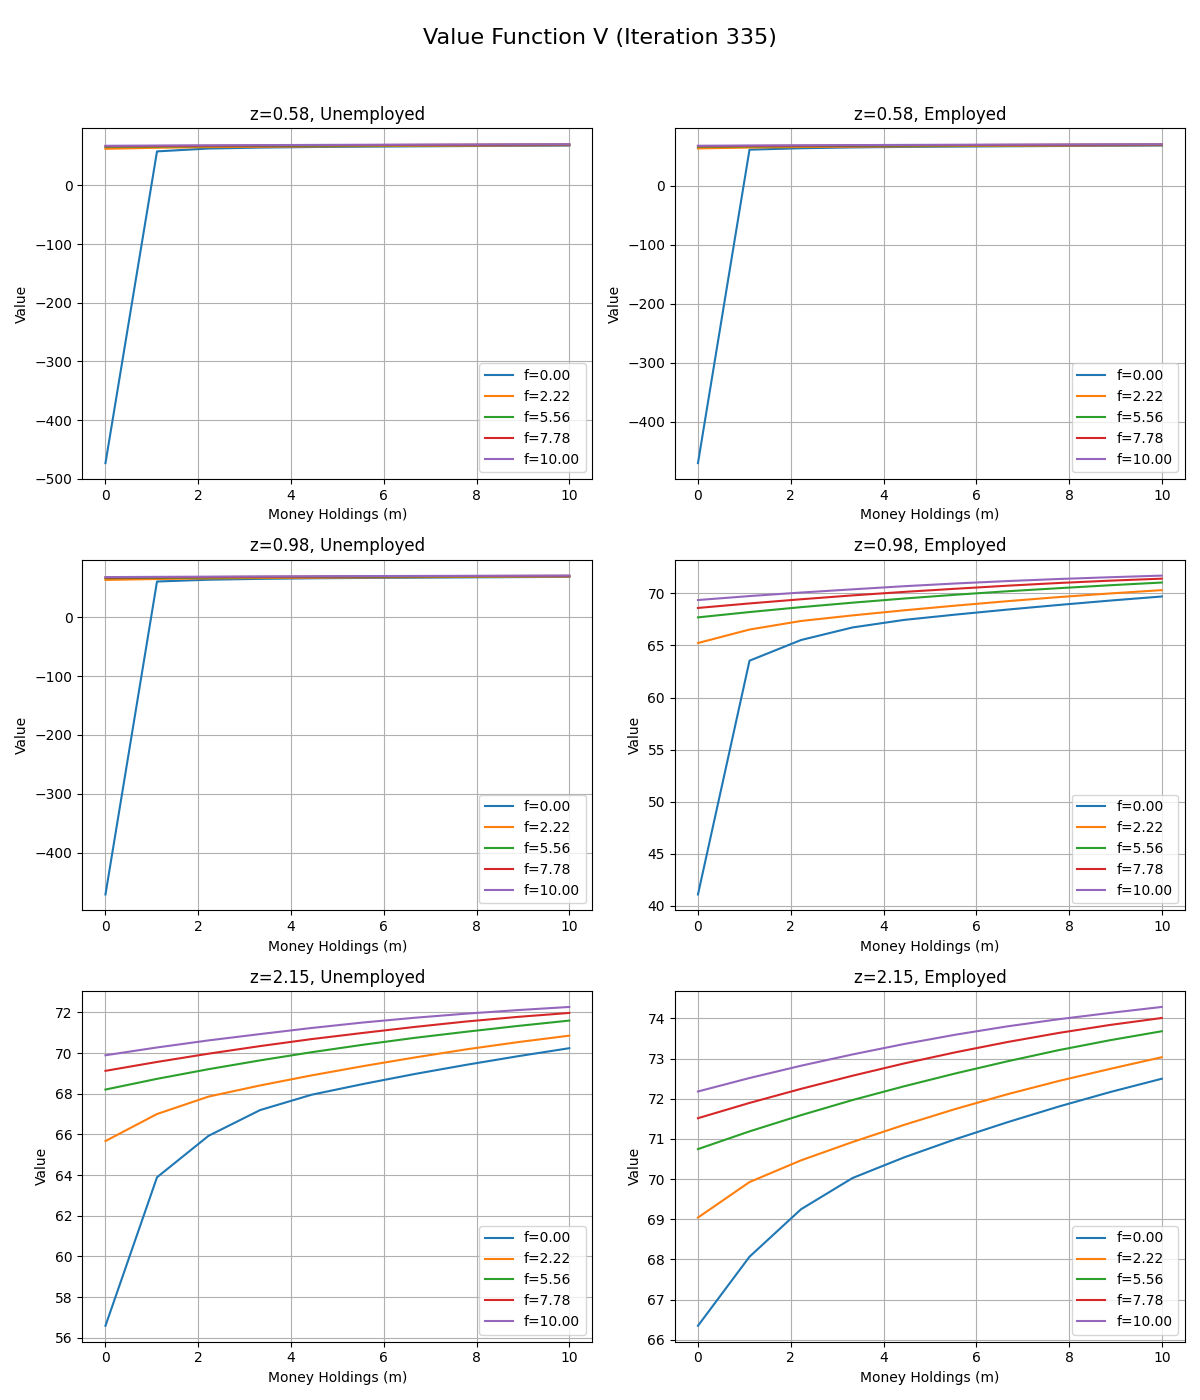 Value Function V (Iteration 335)
z=0.58, Unemployed
Value
0
−100
−200
−300
−400
−500
0 2 4 6 8 10
Money Holdings (m)
f=0.00
f=2.22
f=5.56
f=7.78
f=10.00
z=0.58, Employed
Value
0
−100
−200
−300
−400
0 2 4 6 8 10
Money Holdings (m)
f=0.00
f=2.22
f=5.56
f=7.78
f=10.00
z=0.98, Unemployed
Value
0
−100
−200
−300
−400
0 2 4 6 8 10
Money Holdings (m)
f=0.00
f=2.22
f=5.56
f=7.78
f=10.00
z=0.98, Employed
Value
70
65
60
55
50
45
40
0 2 4 6 8 10
Money Holdings (m)
f=0.00
f=2.22
f=5.56
f=7.78
f=10.00
z=2.15, Unemployed
Value
72
70
68
66
64
62
60
58
56
0 2 4 6 8 10
Money Holdings (m)
f=0.00
f=2.22
f=5.56
f=7.78
f=10.00
z=2.15, Employed
Value
74
73
72
71
70
69
68
67
66
0 2 4 6 8 10
Money Holdings (m)
f=0.00
f=2.22
f=5.56
f=7.78
f=10.00